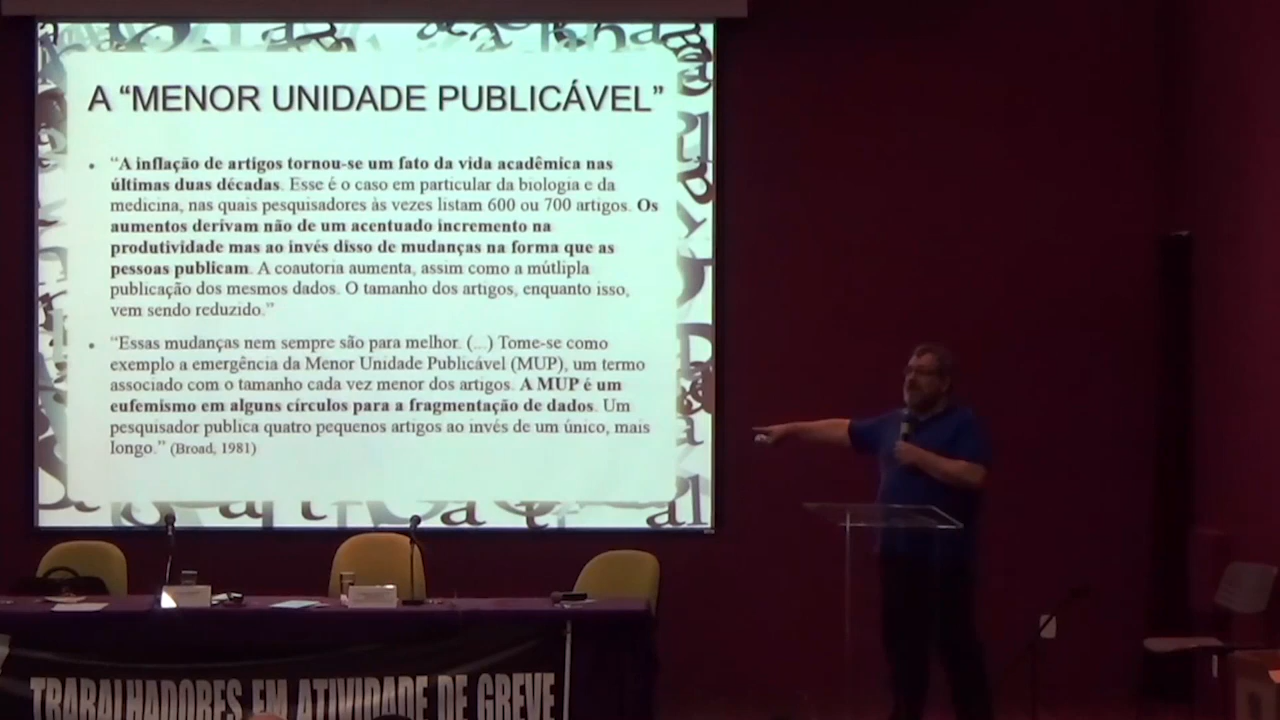 A “MENOR UNIDADE PUBLICÁVEL”
• “A inflação de artigos tornou-se um fato da vida acadêmica nas
últimas duas décadas. Esse é o caso em particular da biologia e da
medicina, nas quais pesquisadores às vezes listam 600 ou 700 artigos. Os
aumentos derivam não de um acentuado incremento na
produtividade mas ao invés disso de mudanças na forma que as
pessoas publicam. A coautoria aumenta, assim como a mútlipla
publicação dos mesmos dados. O tamanho dos artigos, enquanto isso,
vem sendo reduzido.”
• “Essas mudanças nem sempre são para melhor. (...) Tome-se como
exemplo a emergência da Menor Unidade Publicável (MUP), um termo
associado com o tamanho cada vez menor dos artigos. A MUP é um
eufemismo em alguns círculos para a fragmentação de dados. Um
pesquisador publica quatro pequenos artigos ao invés de um único, mais
longo.” (Broad, 1981)
TRABALHADORES EM ATIVIDADE DE GREVE